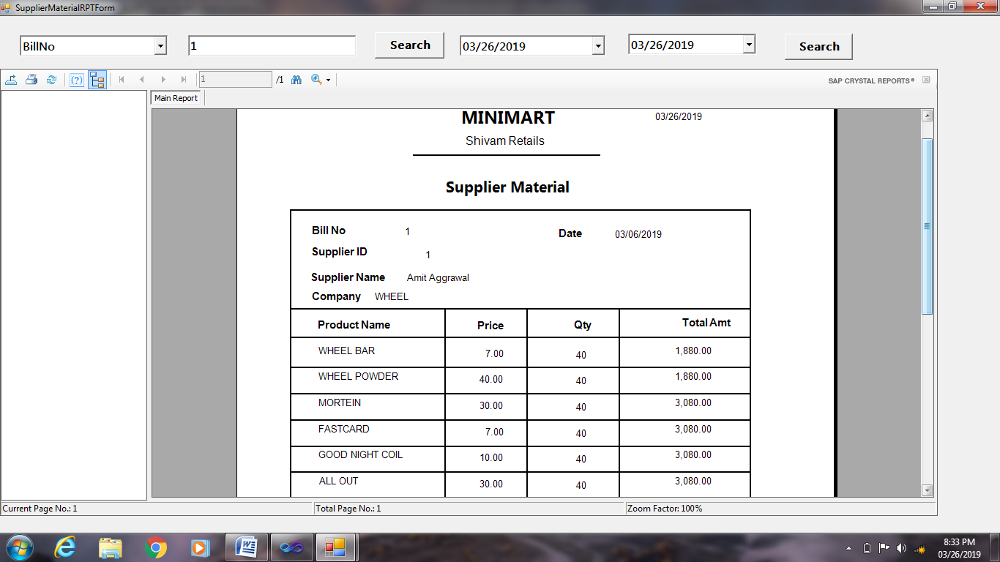 SupplierMaterialRPTForm
BillNo 1 Search 03/26/2019 03/26/2019 Search
1 /1 SAP CRYSTAL REPORTS®
Main Report
MINIMART 03/26/2019
Shivam Retails
Supplier Material
Bill No 1 Date 03/06/2019
Supplier ID 1
Supplier Name Amit Aggrawal
Company WHEEL
Product Name Price Qty Total Amt
WHEEL BAR 7.00 40 1,880.00
WHEEL POWDER 40.00 40 1,880.00
MORTEIN 30.00 40 3,080.00
FASTCARD 7.00 40 3,080.00
GOOD NIGHT COIL 10.00 40 3,080.00
ALL OUT 30.00 40 3,080.00
Current Page No.: 1 Total Page No.: 1 Zoom Factor: 100%
8:33 PM
03/26/2019